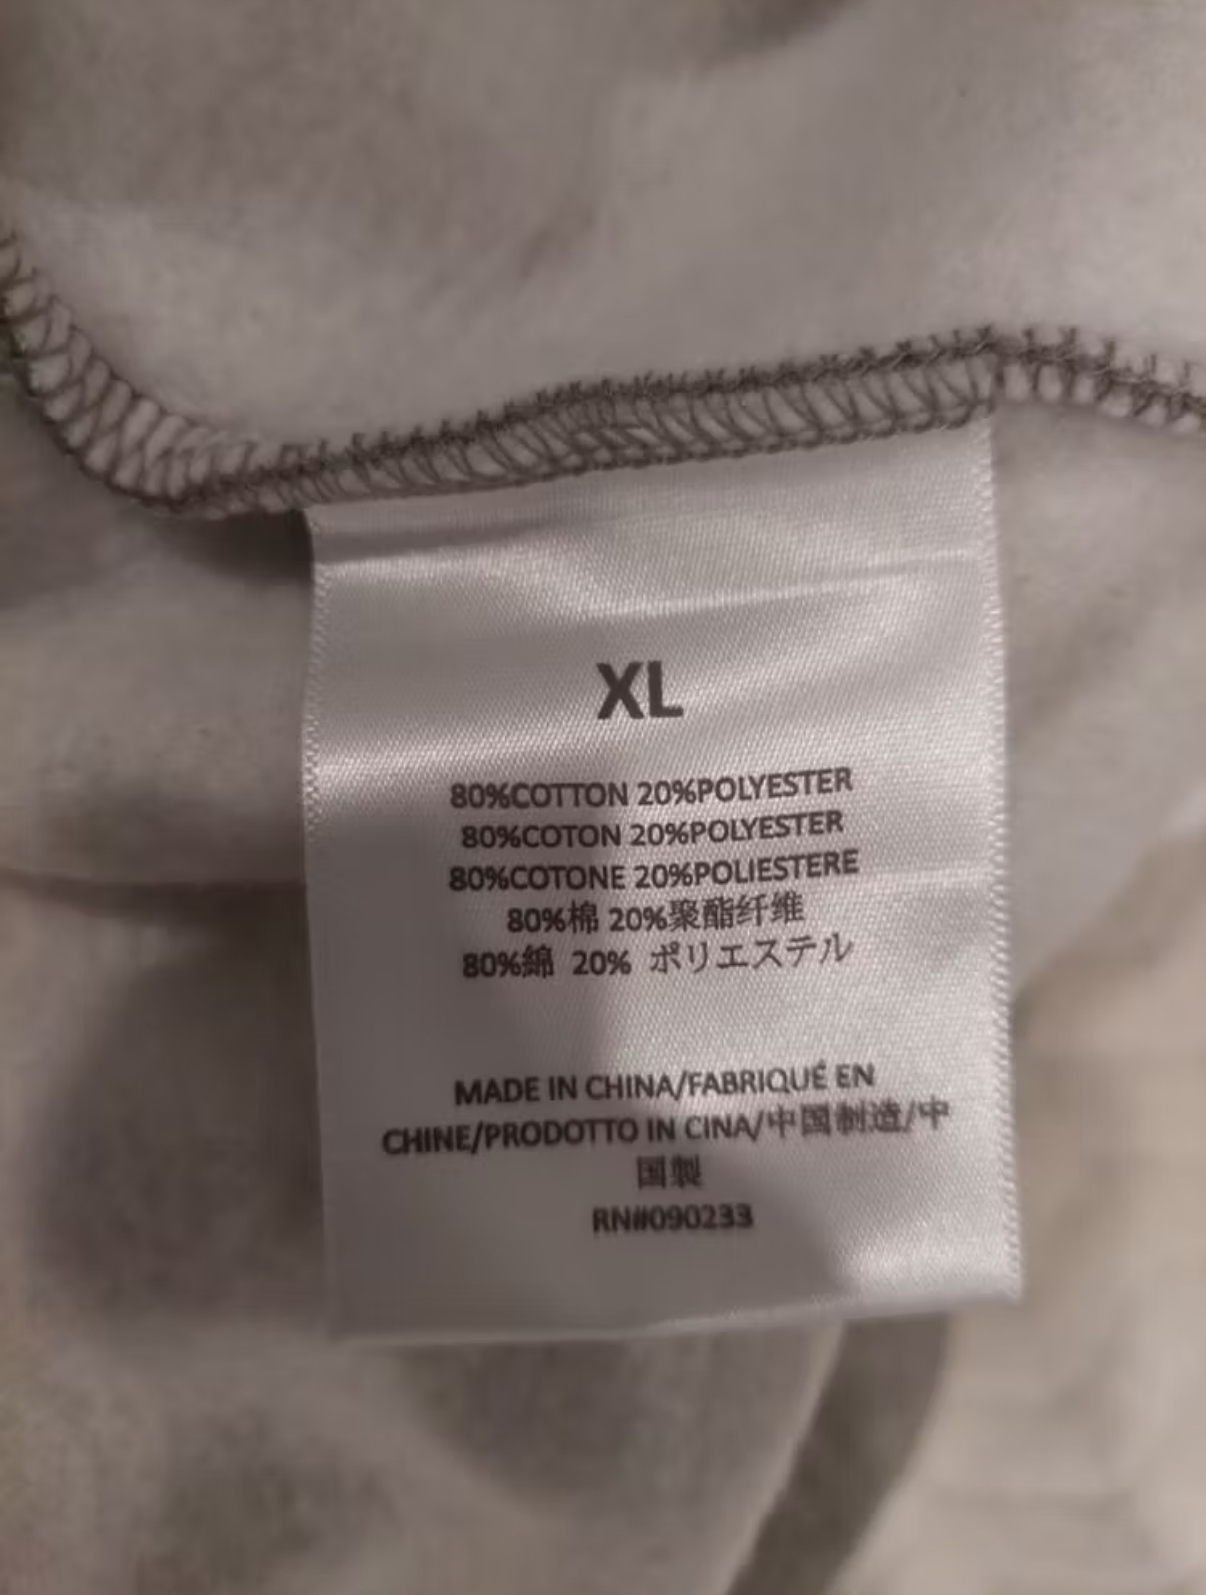 XL
80%COTTON 20%POLYESTER
80%COTON 20%POLYESTER
80%COTONE 20%POLIESTERE
80%棉 20%聚酯纤维
80%綿 20% ポリエステル
MADE IN CHINA/FABRIQUÉ EN
CHINE/PRODOTTO IN CINA/中国制造/中
国製
RN#090233